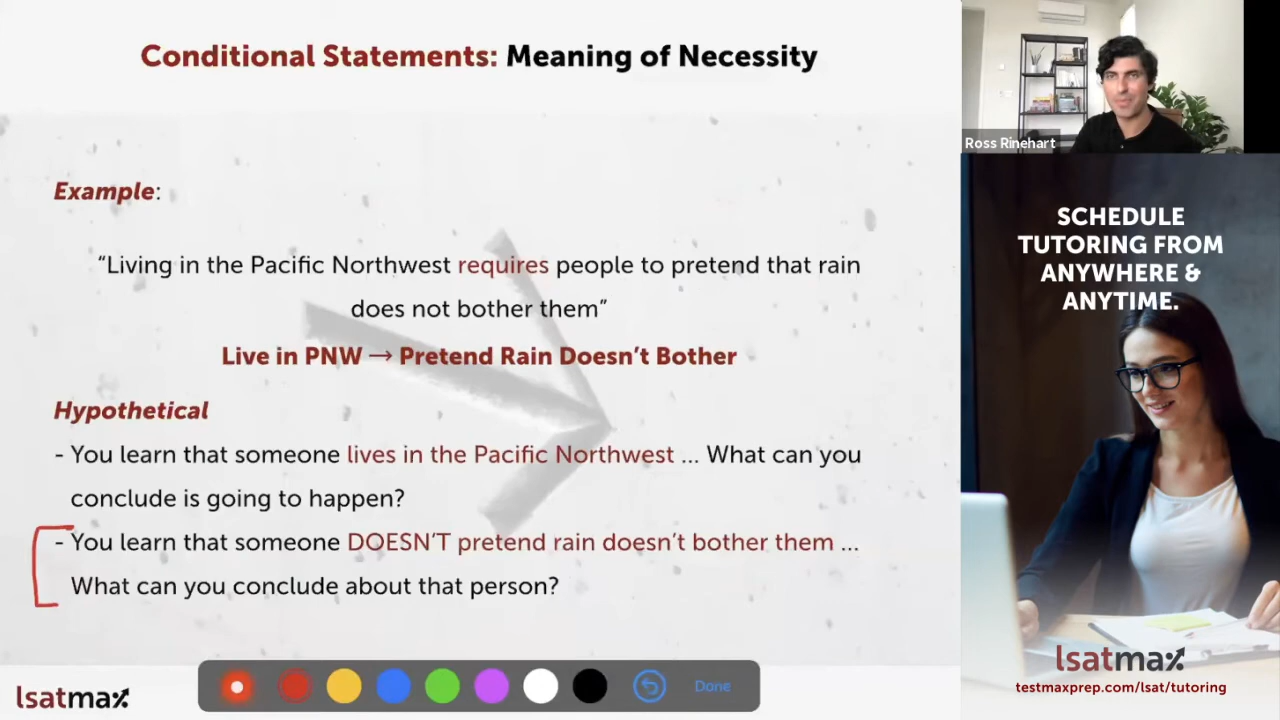 Conditional Statements: Meaning of Necessity
Example:
“Living in the Pacific Northwest requires people to pretend that rain
does not bother them”
Live in PNW → Pretend Rain Doesn’t Bother
Hypothetical
- You learn that someone lives in the Pacific Northwest ... What can you
conclude is going to happen?
- You learn that someone DOESN’T pretend rain doesn’t bother them ...
What can you conclude about that person?
Done
lsatmax
Ross Rinehart
SCHEDULE
TUTORING FROM
ANYWHERE &
ANYTIME.
lsatmax
testmaxprep.com/lsat/tutoring